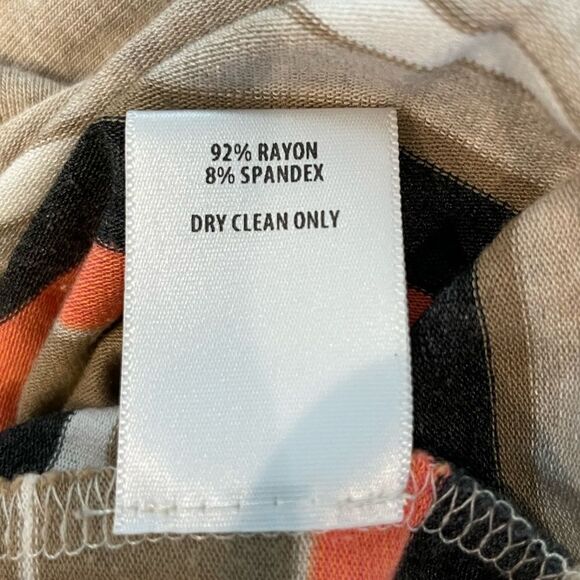 92% RAYON
8% SPANDEX
DRY CLEAN ONLY